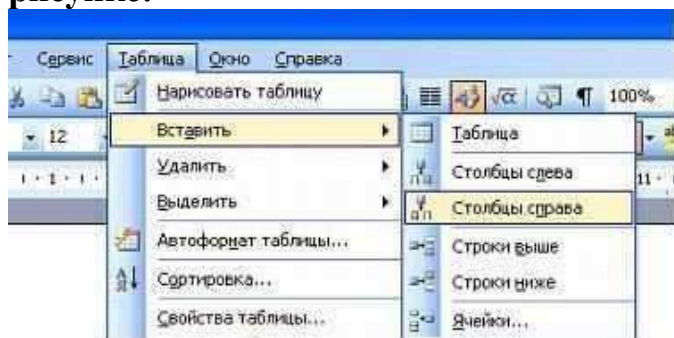 рисунке.
Сервис Таблица Окно Справка
Нарисовать таблицу
100%
12
Вставить
Таблица
Удалить
Столбцы слева
11
Выделить
Столбцы справа
Автоформат таблицы...
Строки выше
Сортировка...
Строки ниже
Свойства таблицы...
Ячейки...